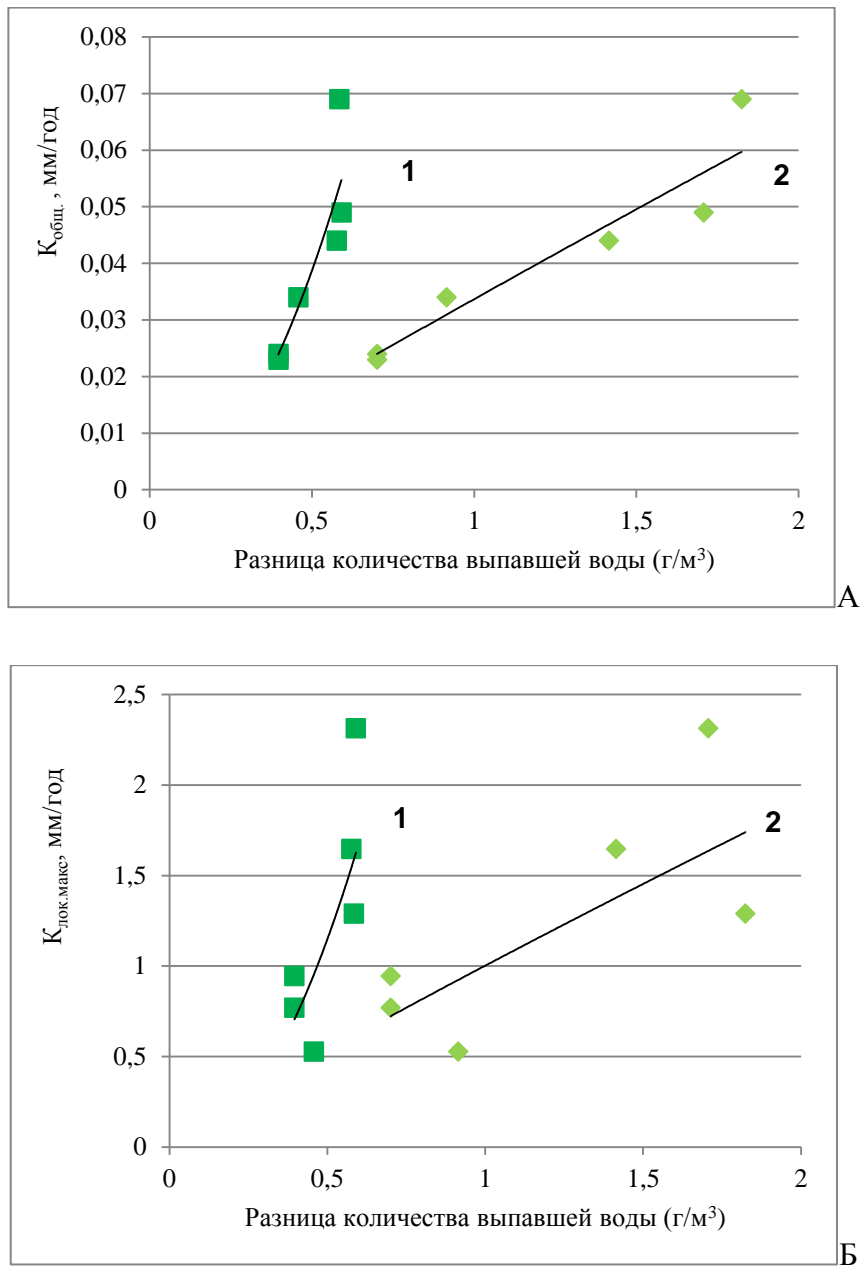 0,08
0,07
0,06
0,05
0,04
0,03
0,02
0,01
0
K общ. , мм/год
1
2
0 0,5 1 1,5 2
Разница количества выпавшей воды (г/м³)
А
2,5
2
1,5
1
0,5
0
K лок.макс, мм/год
1
2
0 0,5 1 1,5 2
Разница количества выпавшей воды (г/м³)
Б